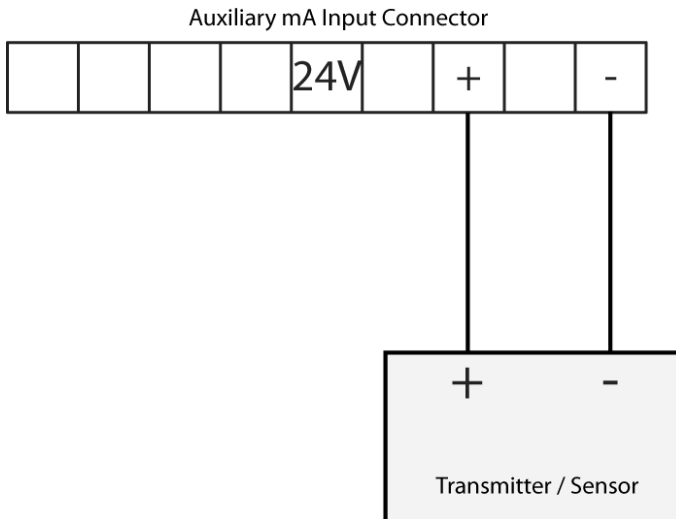 Auxiliary mA Input Connector
24V + -
+ -
Transmitter / Sensor